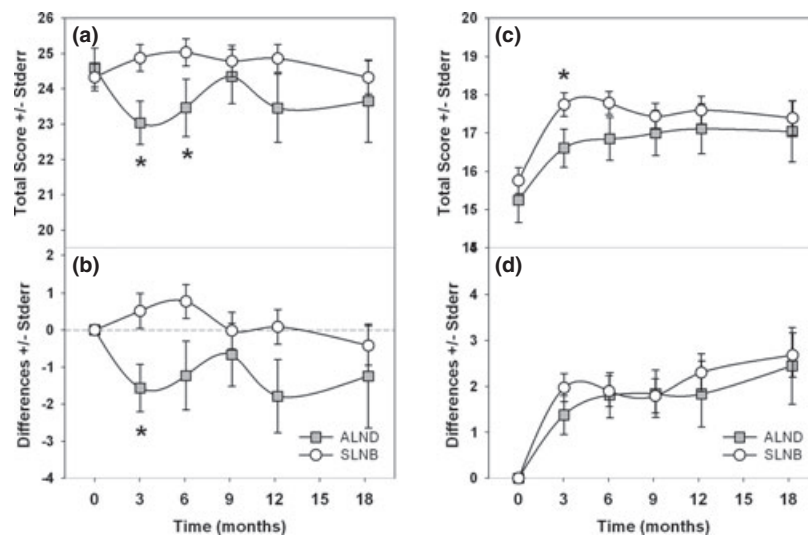 (a)
Total Score +/- Stderr
26
25
24
23
22
21
20
19
*
*
(b)
Differences +/- Stderr
2
1
0
-1
-2
-3
-4
*
ALND
SLNB
0 3 6 9 12 15 18
Time (months)
(c)
Total Score +/- Stderr
20
19
18
17
16
15
*
*
(d)
Differences +/- Stderr
4
3
2
1
0
ALND
SLNB
0 3 6 9 12 15 18
Time (months)